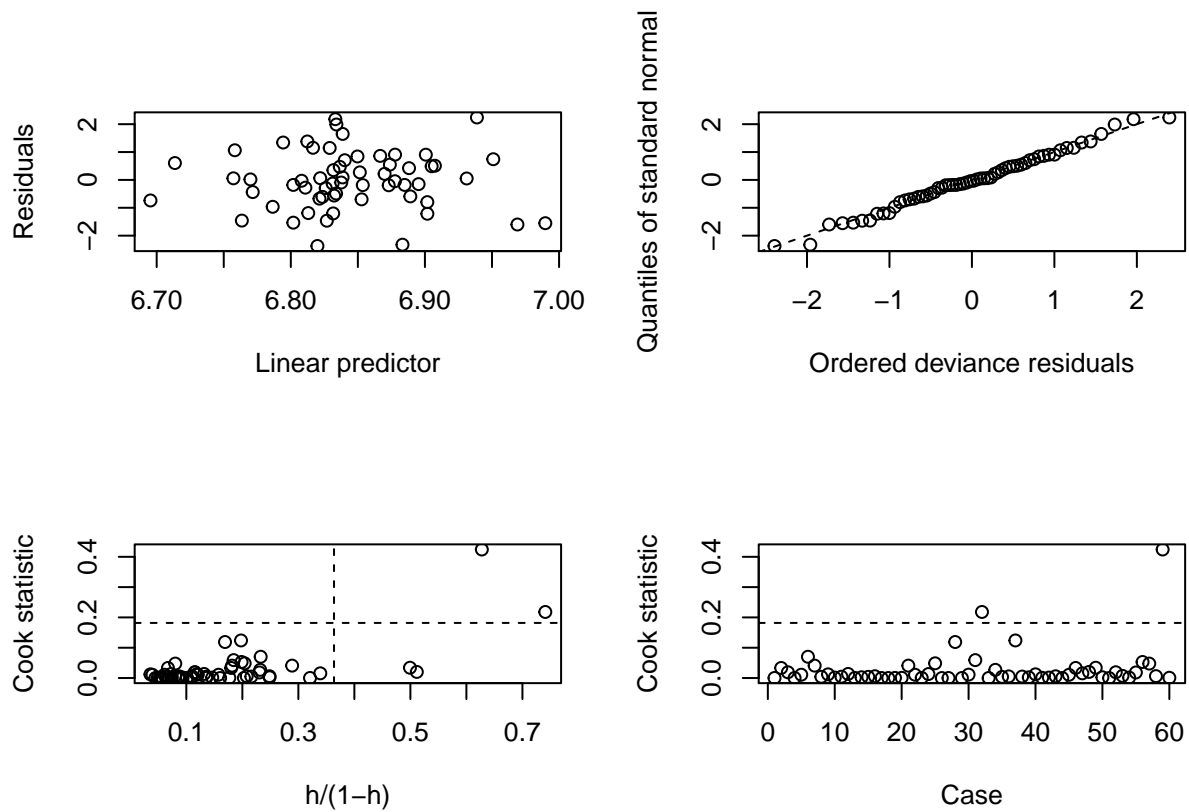 Residuals
2
0
−2
6.70 6.80 6.90 7.00
Linear predictor
Quantiles of standard normal
2
0
−2
−2 −1 0 1 2
Ordered deviance residuals
Cook statistic
0.4
0.2
0.0
0.1 0.3 0.5 0.7
h/(1−h)
Cook statistic
0.4
0.2
0.0
0 10 20 30 40 50 60
Case